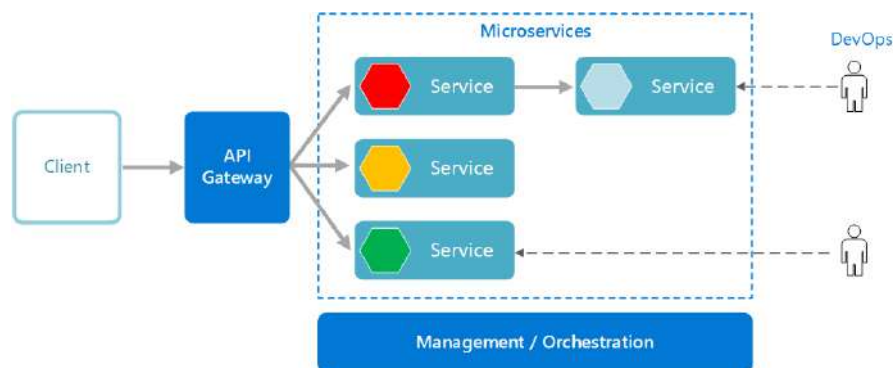 Microservices
DevOps
Service
Service
Client
API
Gateway
Service
Service
Management / Orchestration